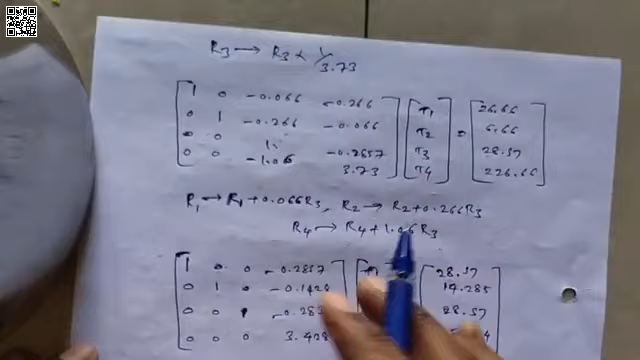 R3 → R3 × 1/3.73
1 0 -0.066 -0.266 T1 26.66
0 1 -0.266 -0.066 T2 = 6.66
0 0 1. -0.2857 T3 28.57
0 0 -1.06 3.73 T4 226.66
R1 → R1 + 0.066R3, R2 → R2 + 0.266R3
R4 → R4 + 1.06R3
1 0 0 -0.2857 28.57
0 1 0 -0.1428 14.285
0 0 1 28.57
0 0 0 3.428